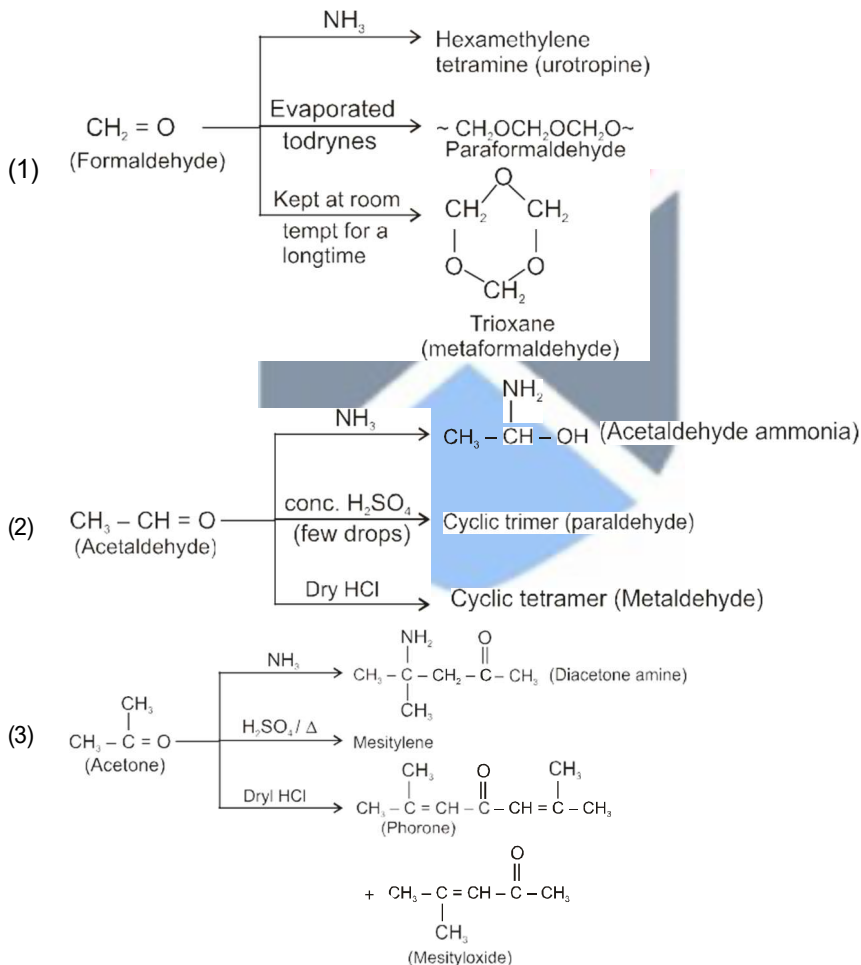 (1)
CH₂ = O
(Formaldehyde)
NH₃
Hexamethylene
tetramine (urotropine)
Evaporated
todrynes
~ CH₂OCH₂OCH₂O~
Paraformaldehyde
Kept at room
tempt for a
longtime
O
CH₂ CH₂
O O
CH₂
Trioxane
(metaformaldehyde)
(2)
CH₃ – CH = O
(Acetaldehyde)
NH₃
NH₂
CH₃ – CH – OH (Acetaldehyde ammonia)
conc. H₂SO₄
(few drops)
Cyclic trimer (paraldehyde)
Dry HCl
Cyclic tetramer (Metaldehyde)
(3)
CH₃
CH₃ – C = O
(Acetone)
NH₃
NH₂ O
CH₃ – C – CH₂ – C – CH₃ (Diacetone amine)
CH₃
H₂SO₄ / Δ
Mesitylene
Dryl HCl
CH₃ O CH₃
CH₃ – C = CH – C – CH = C – CH₃
(Phorone)
O
+ CH₃ – C = CH – C – CH₃
CH₃
(Mesityloxide)